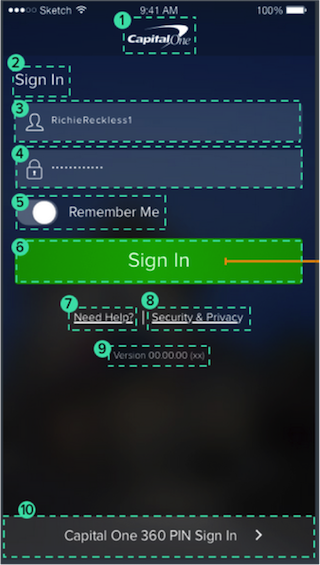 ●●●○○ Sketch 9:41 AM 100%
1
Capital One
2
Sign In
3
RichieReckless1
4
••••••••••••
5
Remember Me
6
Sign In
7 8
Need Help? | Security & Privacy
9
Version 00.00.00 (xx)
10
Capital One 360 PIN Sign In >